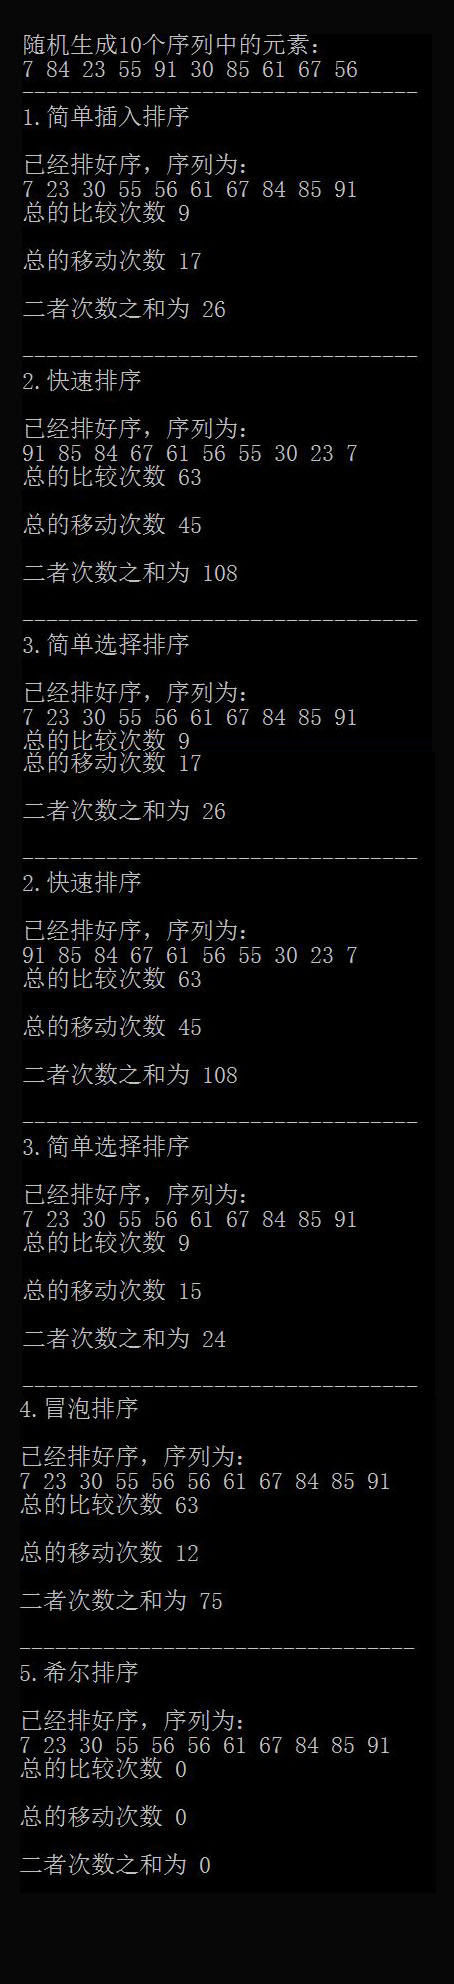 随机生成10个序列中的元素：
7 84 23 55 91 30 85 61 67 56
---------------------------------
1.简单插入排序
已经排好序，序列为：
7 23 30 55 56 61 67 84 85 91
总的比较次数 9
总的移动次数 17
二者次数之和为 26
---------------------------------
2.快速排序
已经排好序，序列为：
91 85 84 67 61 56 55 30 23 7
总的比较次数 63
总的移动次数 45
二者次数之和为 108
---------------------------------
3.简单选择排序
已经排好序，序列为：
7 23 30 55 56 61 67 84 85 91
总的比较次数 9
总的移动次数 17
二者次数之和为 26
---------------------------------
2.快速排序
已经排好序，序列为：
91 85 84 67 61 56 55 30 23 7
总的比较次数 63
总的移动次数 45
二者次数之和为 108
---------------------------------
3.简单选择排序
已经排好序，序列为：
7 23 30 55 56 61 67 84 85 91
总的比较次数 9
总的移动次数 15
二者次数之和为 24
---------------------------------
4.冒泡排序
已经排好序，序列为：
7 23 30 55 56 56 61 67 84 85 91
总的比较次数 63
总的移动次数 12
二者次数之和为 75
---------------------------------
5.希尔排序
已经排好序，序列为：
7 23 30 55 56 56 61 67 84 85 91
总的比较次数 0
总的移动次数 0
二者次数之和为 0